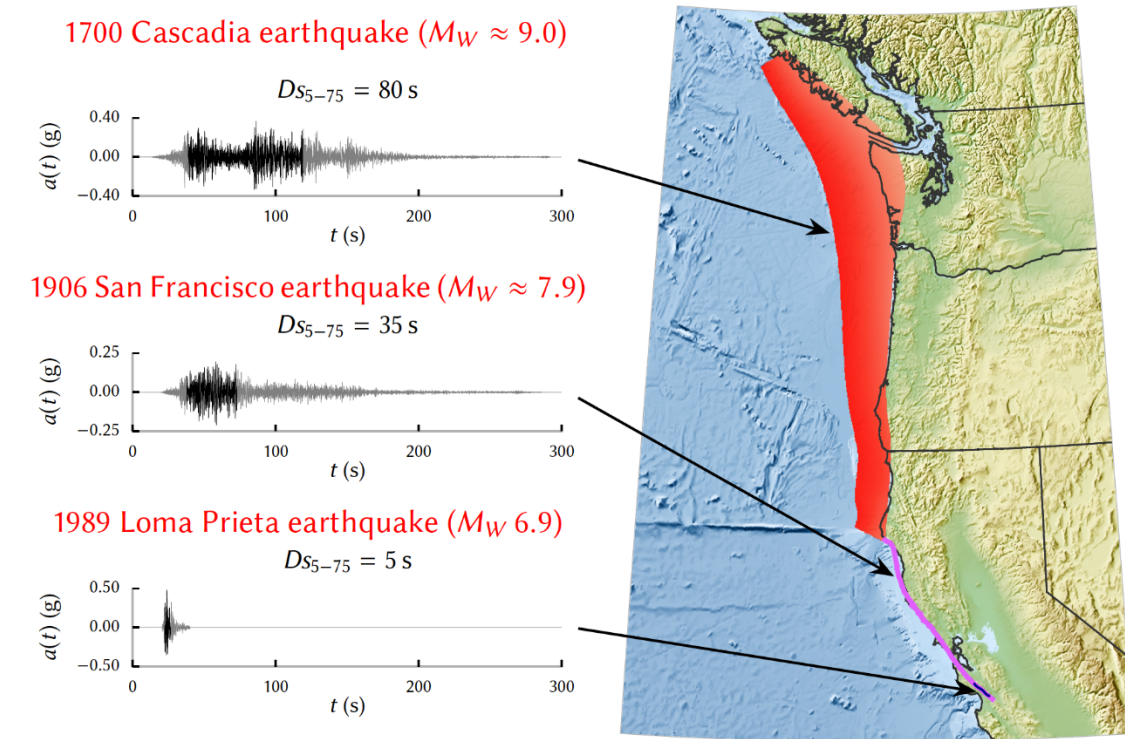 1700 Cascadia earthquake (M_W ≈ 9.0)
Ds5−75 = 80 s
a(t) (g)
0.40
0.00
−0.40
0 100 200 300
t (s)
1906 San Francisco earthquake (M_W ≈ 7.9)
Ds5−75 = 35 s
a(t) (g)
0.25
0.00
−0.25
0 100 200 300
t (s)
1989 Loma Prieta earthquake (M_W 6.9)
Ds5−75 = 5 s
a(t) (g)
0.50
0.00
−0.50
0 100 200 300
t (s)